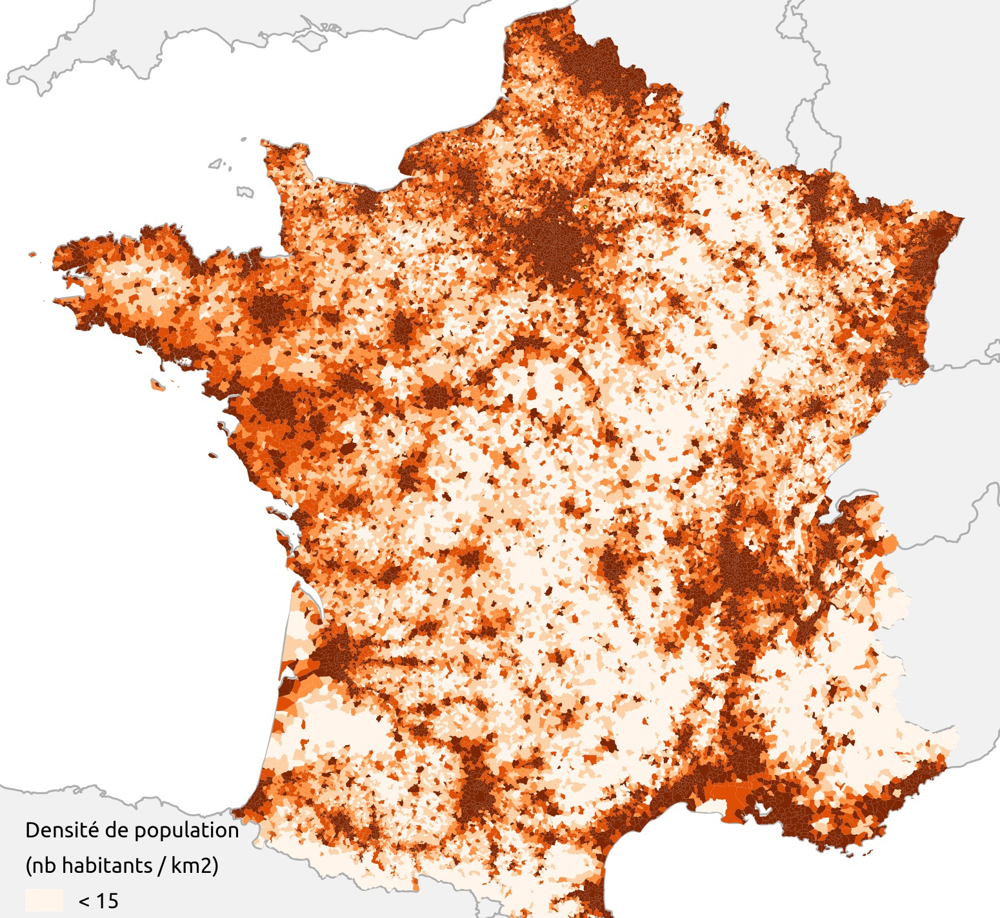 Densité de population
(nb habitants / km2)
< 15